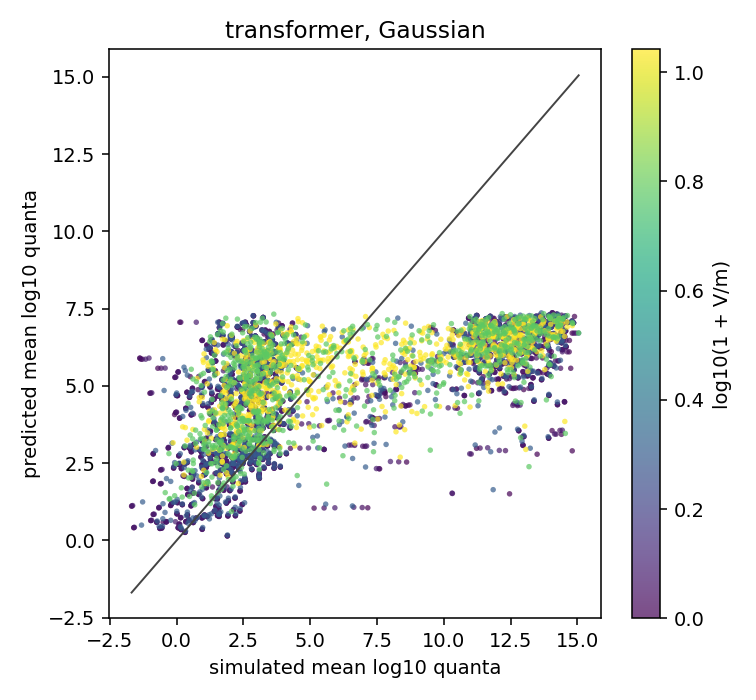 transformer, Gaussian
15.0
12.5
10.0
7.5
5.0
2.5
0.0
−2.5
−2.5 0.0 2.5 5.0 7.5 10.0 12.5 15.0
simulated mean log10 quanta
predicted mean log10 quanta
1.0
0.8
0.6
0.4
0.2
0.0
log10(1 + V/m)